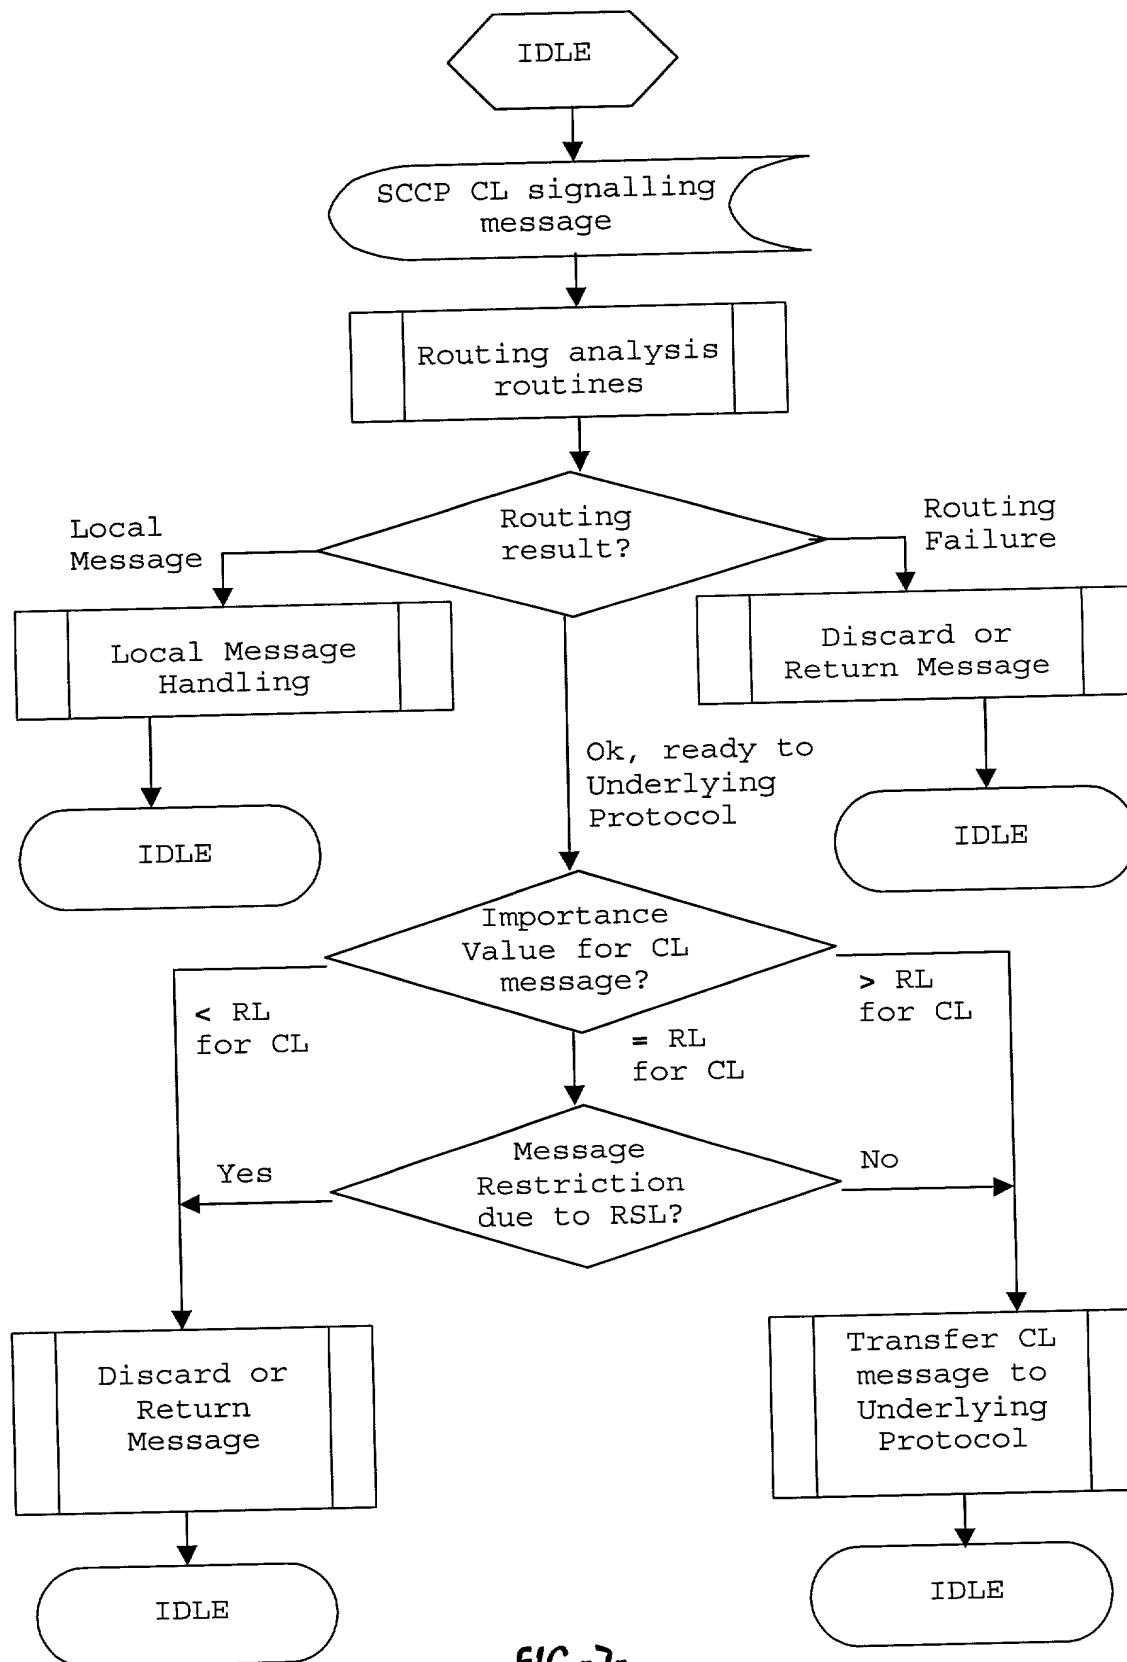 IDLE
SCCP CL signalling
message
Routing analysis
routines
Routing
result?
Local
Message
Routing
Failure
Local Message
Handling
Discard or
Return Message
Ok, ready to
Underlying
Protocol
IDLE
IDLE
Importance
Value for CL
message?
< RL
for CL
= RL
for CL
> RL
for CL
Message
Restriction
due to RSL?
Yes
No
Discard or
Return
Message
Transfer CL
message to
Underlying
Protocol
IDLE
IDLE